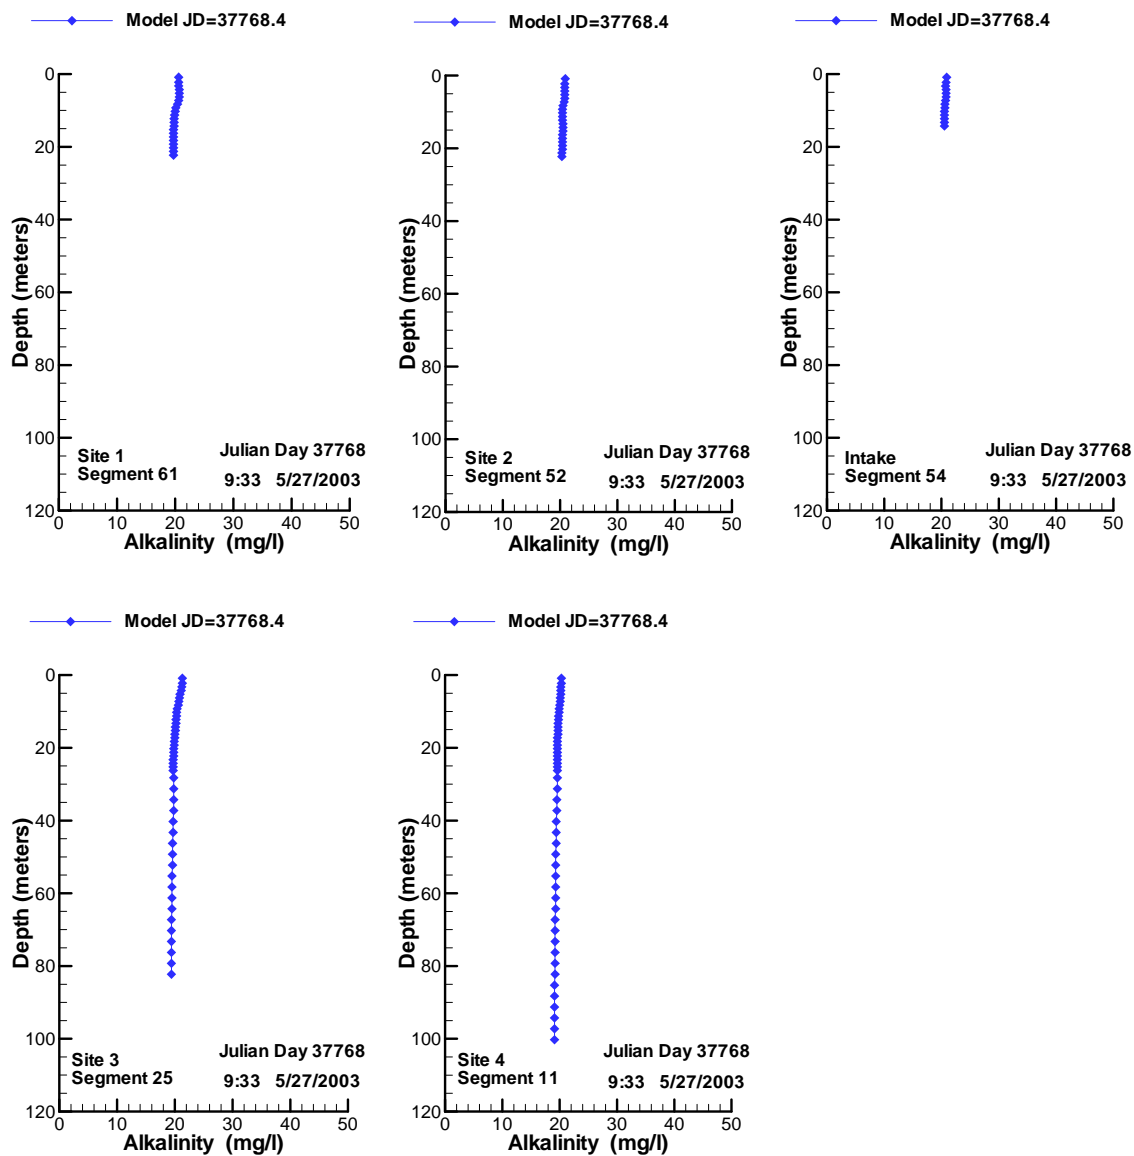 Model JD=37768.4
0
20
40
60
80
100
120
Depth (meters)
Site 1
Segment 61
Julian Day 37768
9:33 5/27/2003
0 10 20 30 40 50
Alkalinity (mg/l)
Model JD=37768.4
0
20
40
60
80
100
120
Depth (meters)
Site 2
Segment 52
Julian Day 37768
9:33 5/27/2003
0 10 20 30 40 50
Alkalinity (mg/l)
Model JD=37768.4
0
20
40
60
80
100
120
Depth (meters)
Intake
Segment 54
Julian Day 37768
9:33 5/27/2003
0 10 20 30 40 50
Alkalinity (mg/l)
Model JD=37768.4
0
20
40
60
80
100
120
Depth (meters)
Site 3
Segment 25
Julian Day 37768
9:33 5/27/2003
0 10 20 30 40 50
Alkalinity (mg/l)
Model JD=37768.4
0
20
40
60
80
100
120
Depth (meters)
Site 4
Segment 11
Julian Day 37768
9:33 5/27/2003
0 10 20 30 40 50
Alkalinity (mg/l)